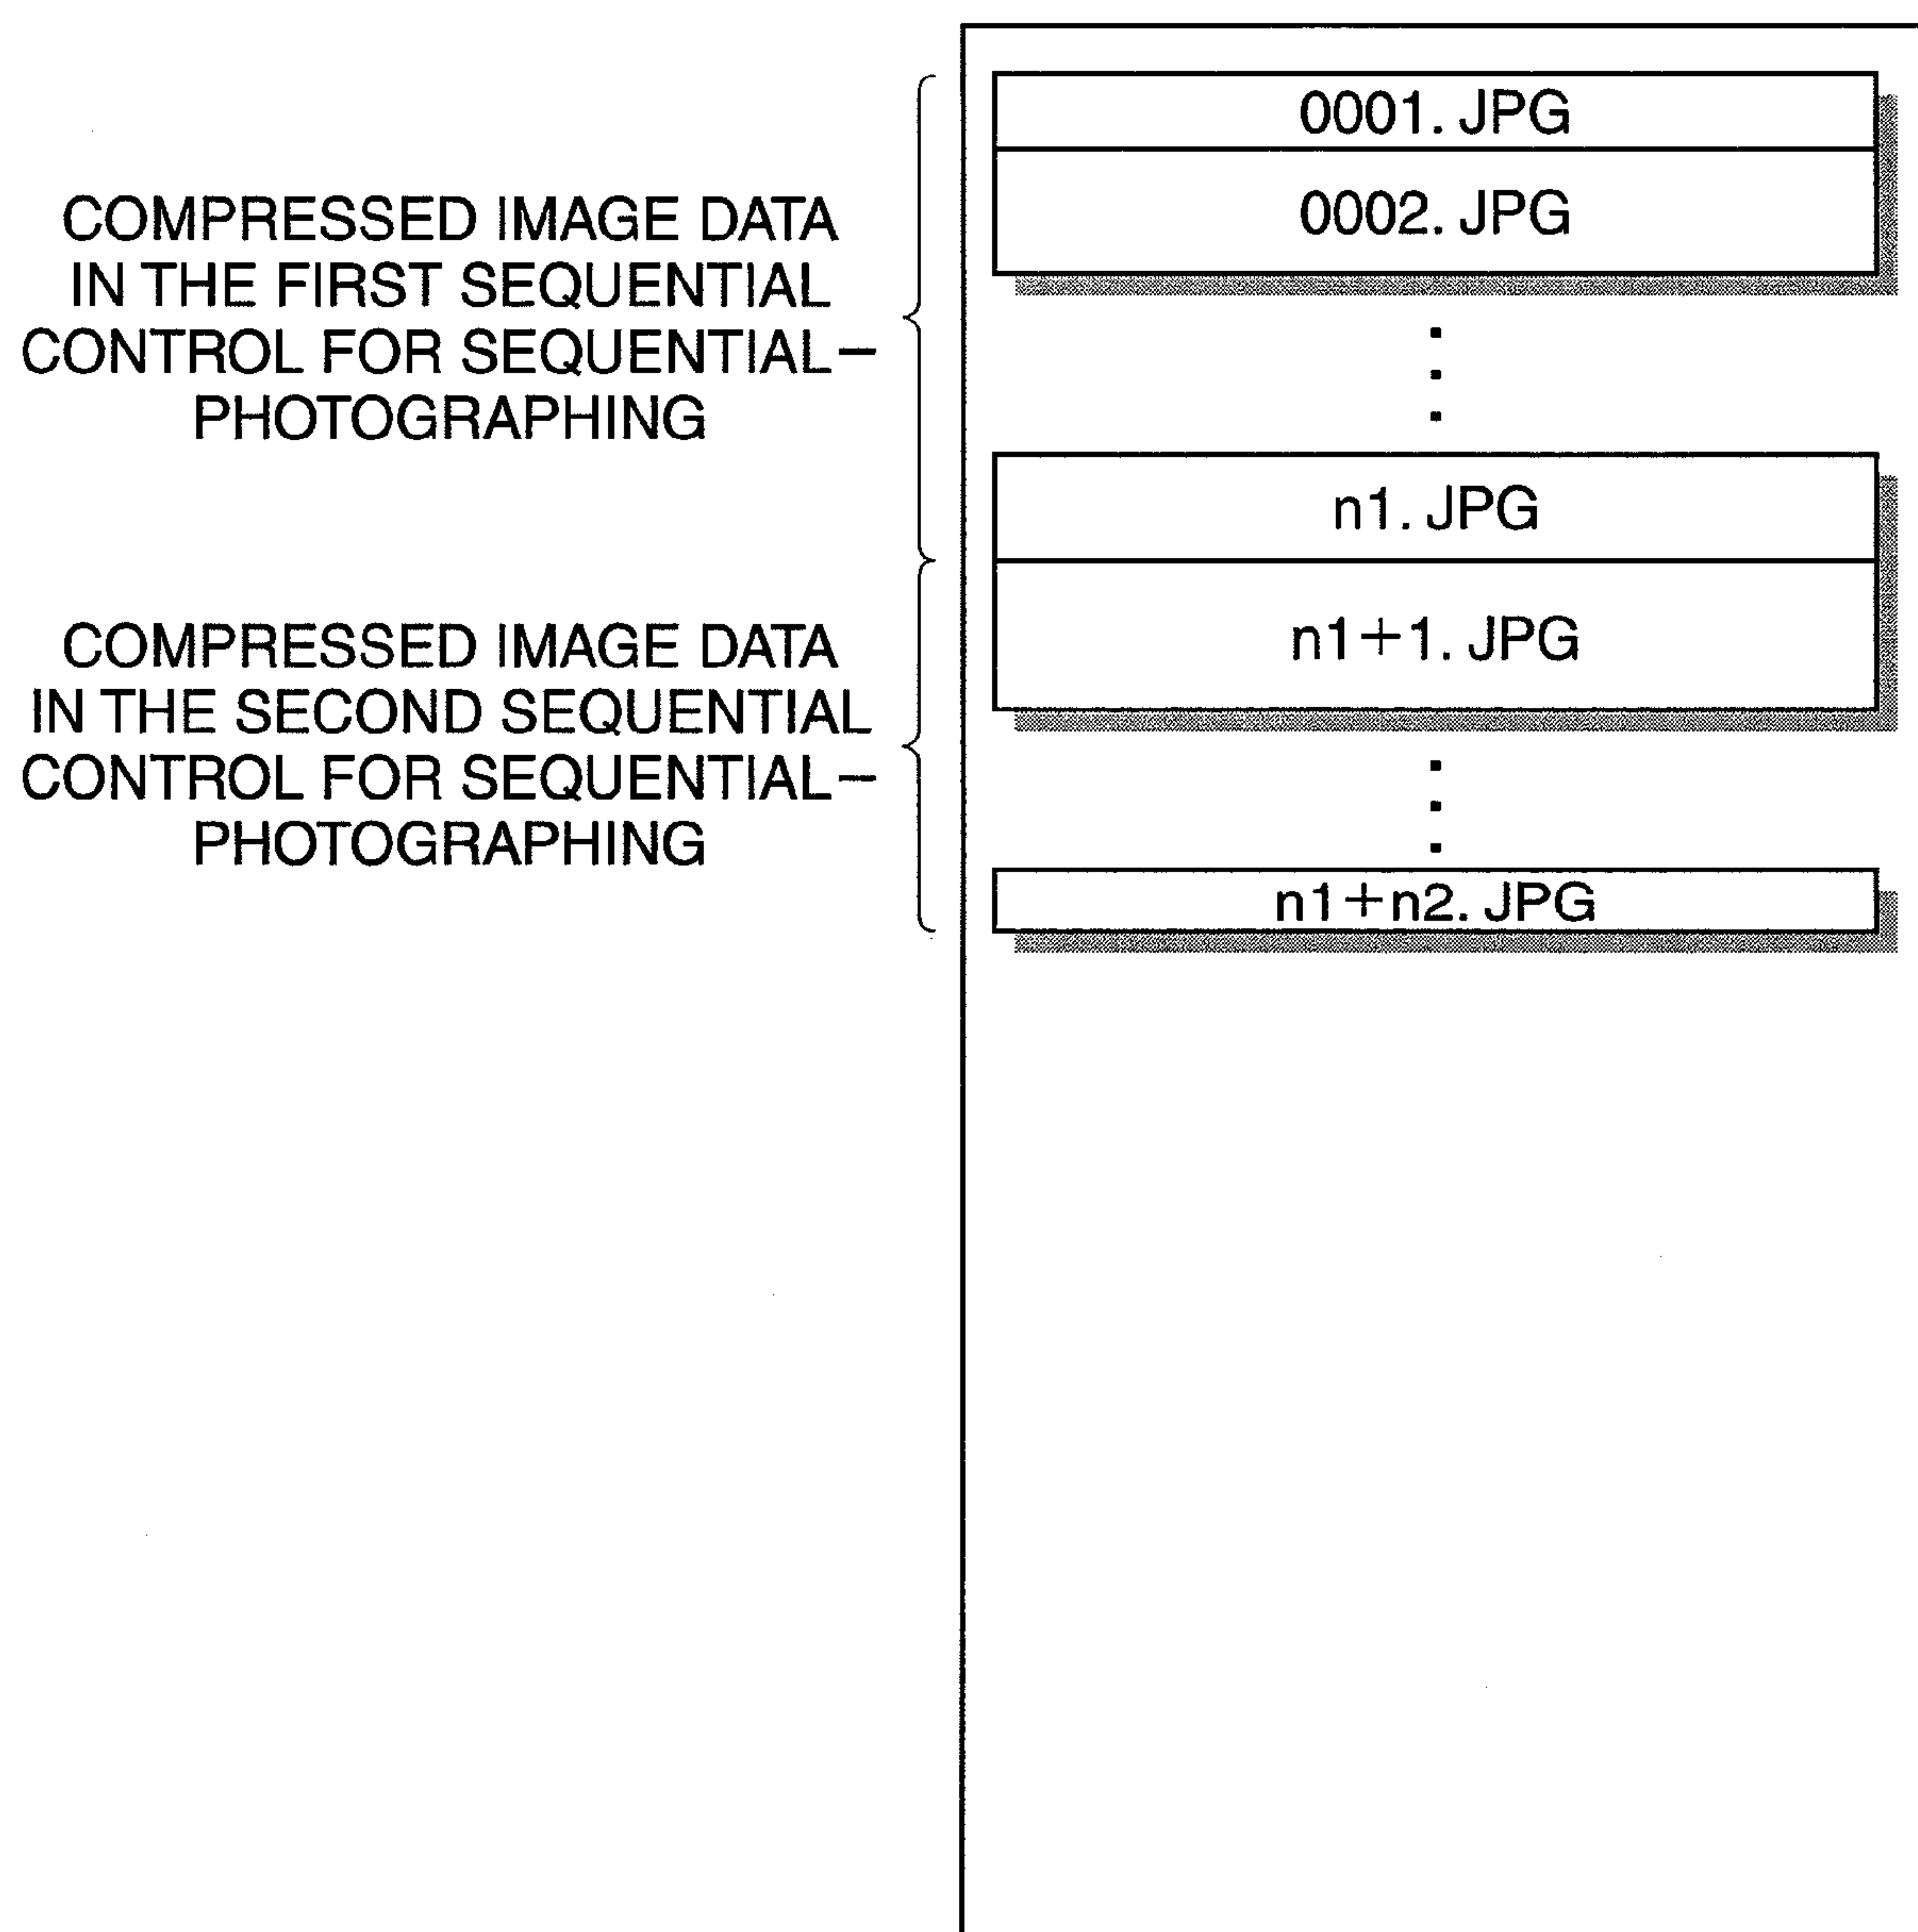 COMPRESSED IMAGE DATA
IN THE FIRST SEQUENTIAL
CONTROL FOR SEQUENTIAL-
PHOTOGRAPHING
0001. JPG
0002. JPG
n1. JPG
COMPRESSED IMAGE DATA
IN THE SECOND SEQUENTIAL
CONTROL FOR SEQUENTIAL-
PHOTOGRAPHING
n1+1. JPG
n1+n2. JPG